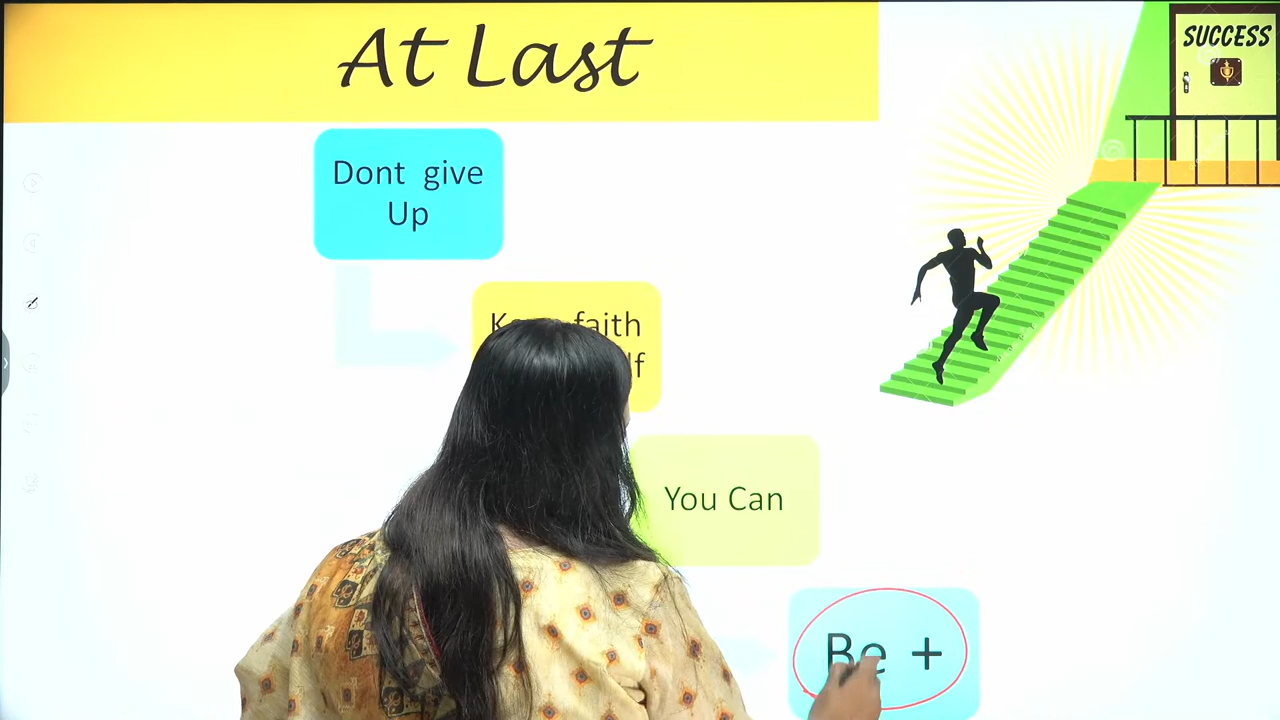 At Last
SUCCESS
Dont give
Up
faith
You Can
Be +